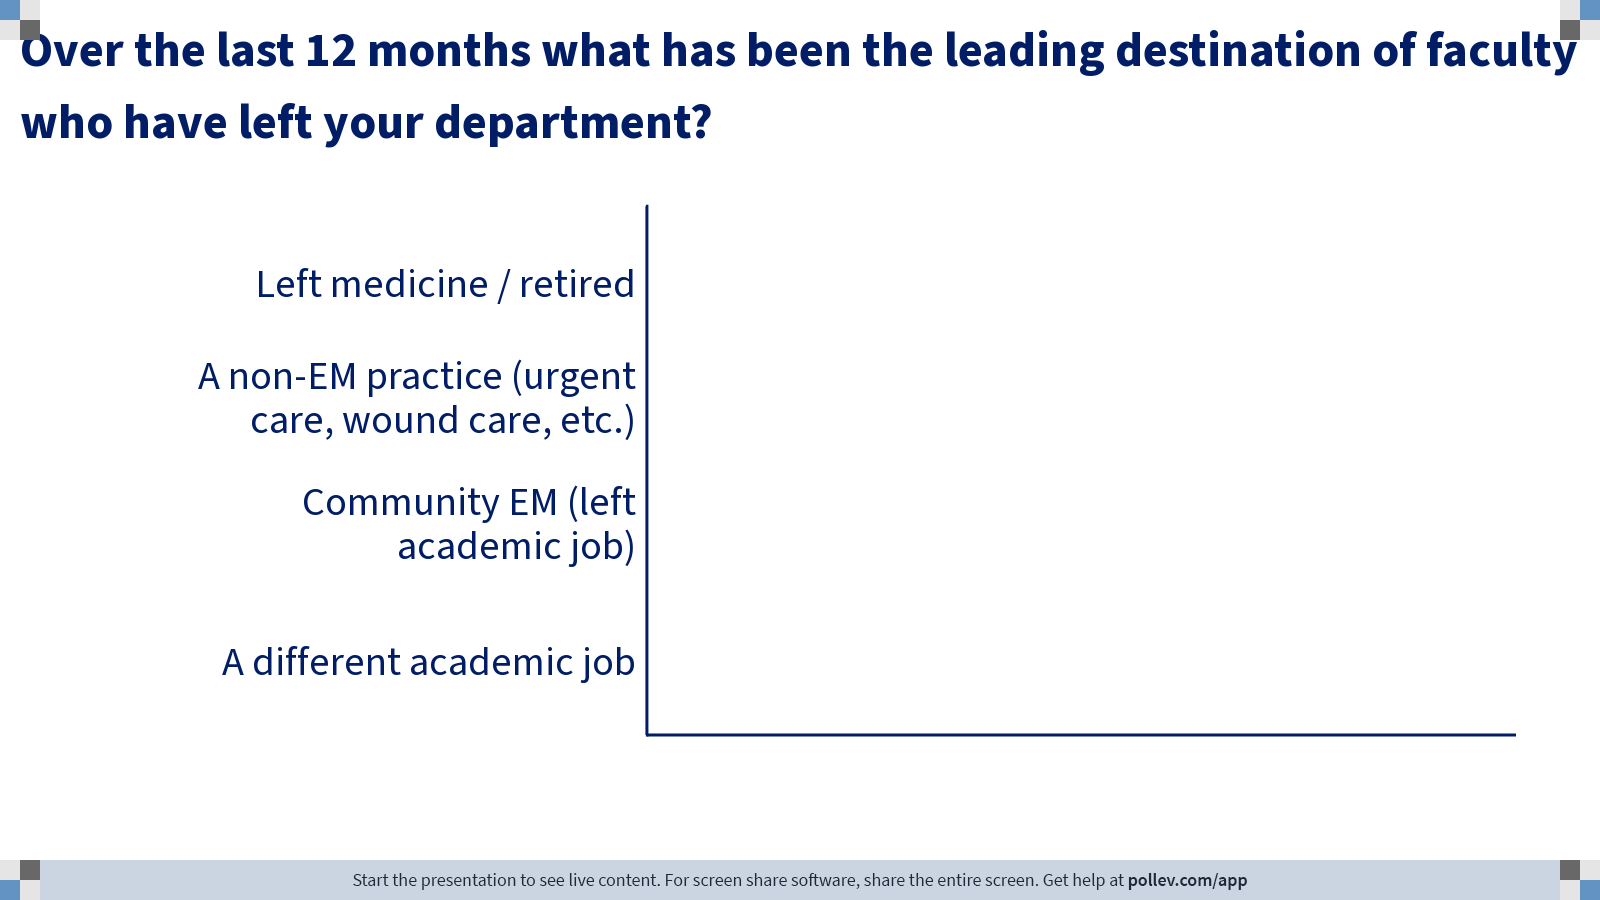 Over the last 12 months what has been the leading destination of faculty
who have left your department?
Left medicine / retired
A non-EM practice (urgent
care, wound care, etc.)
Community EM (left
academic job)
A different academic job
Start the presentation to see live content. For screen share software, share the entire screen. Get help at pollev.com/app